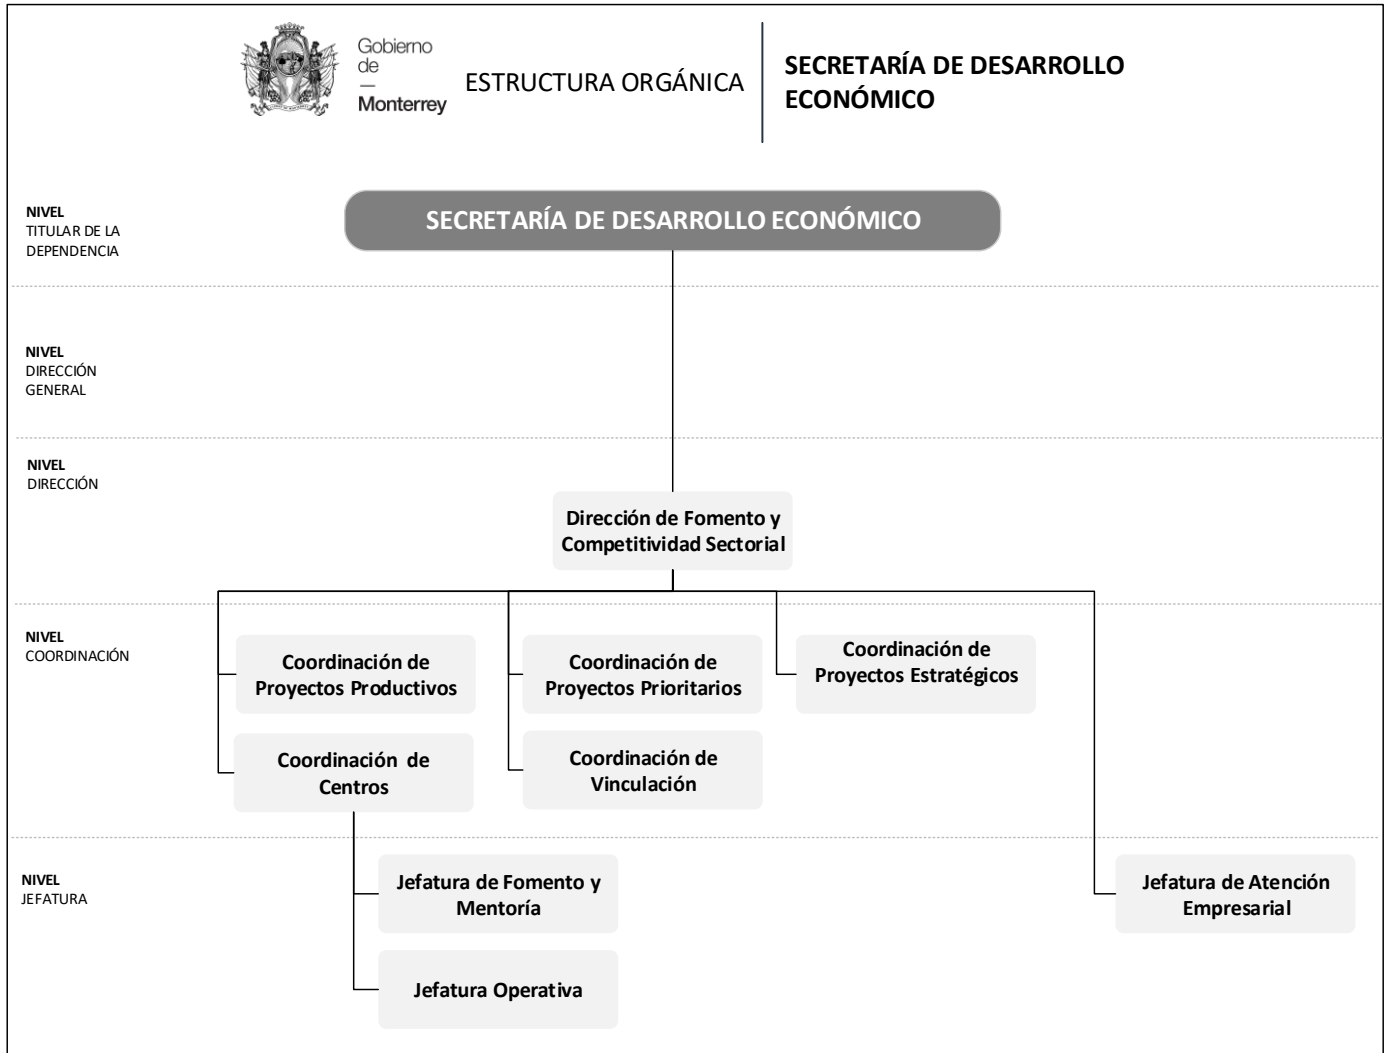 Gobierno
de
—
Monterrey
ESTRUCTURA ORGÁNICA
SECRETARÍA DE DESARROLLO
ECONÓMICO
NIVEL
TITULAR DE LA
DEPENDENCIA
SECRETARÍA DE DESARROLLO ECONÓMICO
NIVEL
DIRECCIÓN
GENERAL
NIVEL
DIRECCIÓN
Dirección de Fomento y
Competitividad Sectorial
NIVEL
COORDINACIÓN
Coordinación de
Proyectos Productivos
Coordinación de
Proyectos Prioritarios
Coordinación de
Proyectos Estratégicos
Coordinación de
Centros
Coordinación de
Vinculación
NIVEL
JEFATURA
Jefatura de Fomento y
Mentoría
Jefatura de Atención
Empresarial
Jefatura Operativa